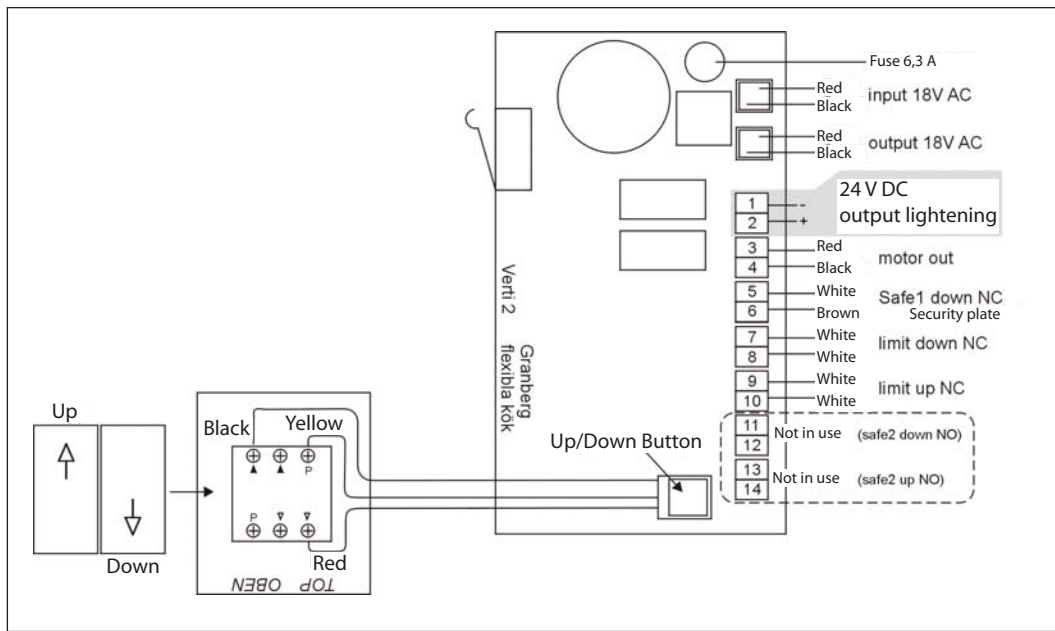 Fuse 6,3 A
Red
Black
input 18V AC
Red
Black
output 18V AC
24 V DC
output lightening
1 -
2 +
3 Red
4 Black
motor out
5 White
6 Brown
Safe1 down NC
Security plate
7 White
8 White
limit down NC
9 White
10 White
limit up NC
11
12
Not in use (safe2 down NO)
13
14
Not in use (safe2 up NO)
Verti 2
Granberg
flexibla kök
Up/Down Button
Up
Down
Black
Yellow
P
P
Red
TOP OBEN